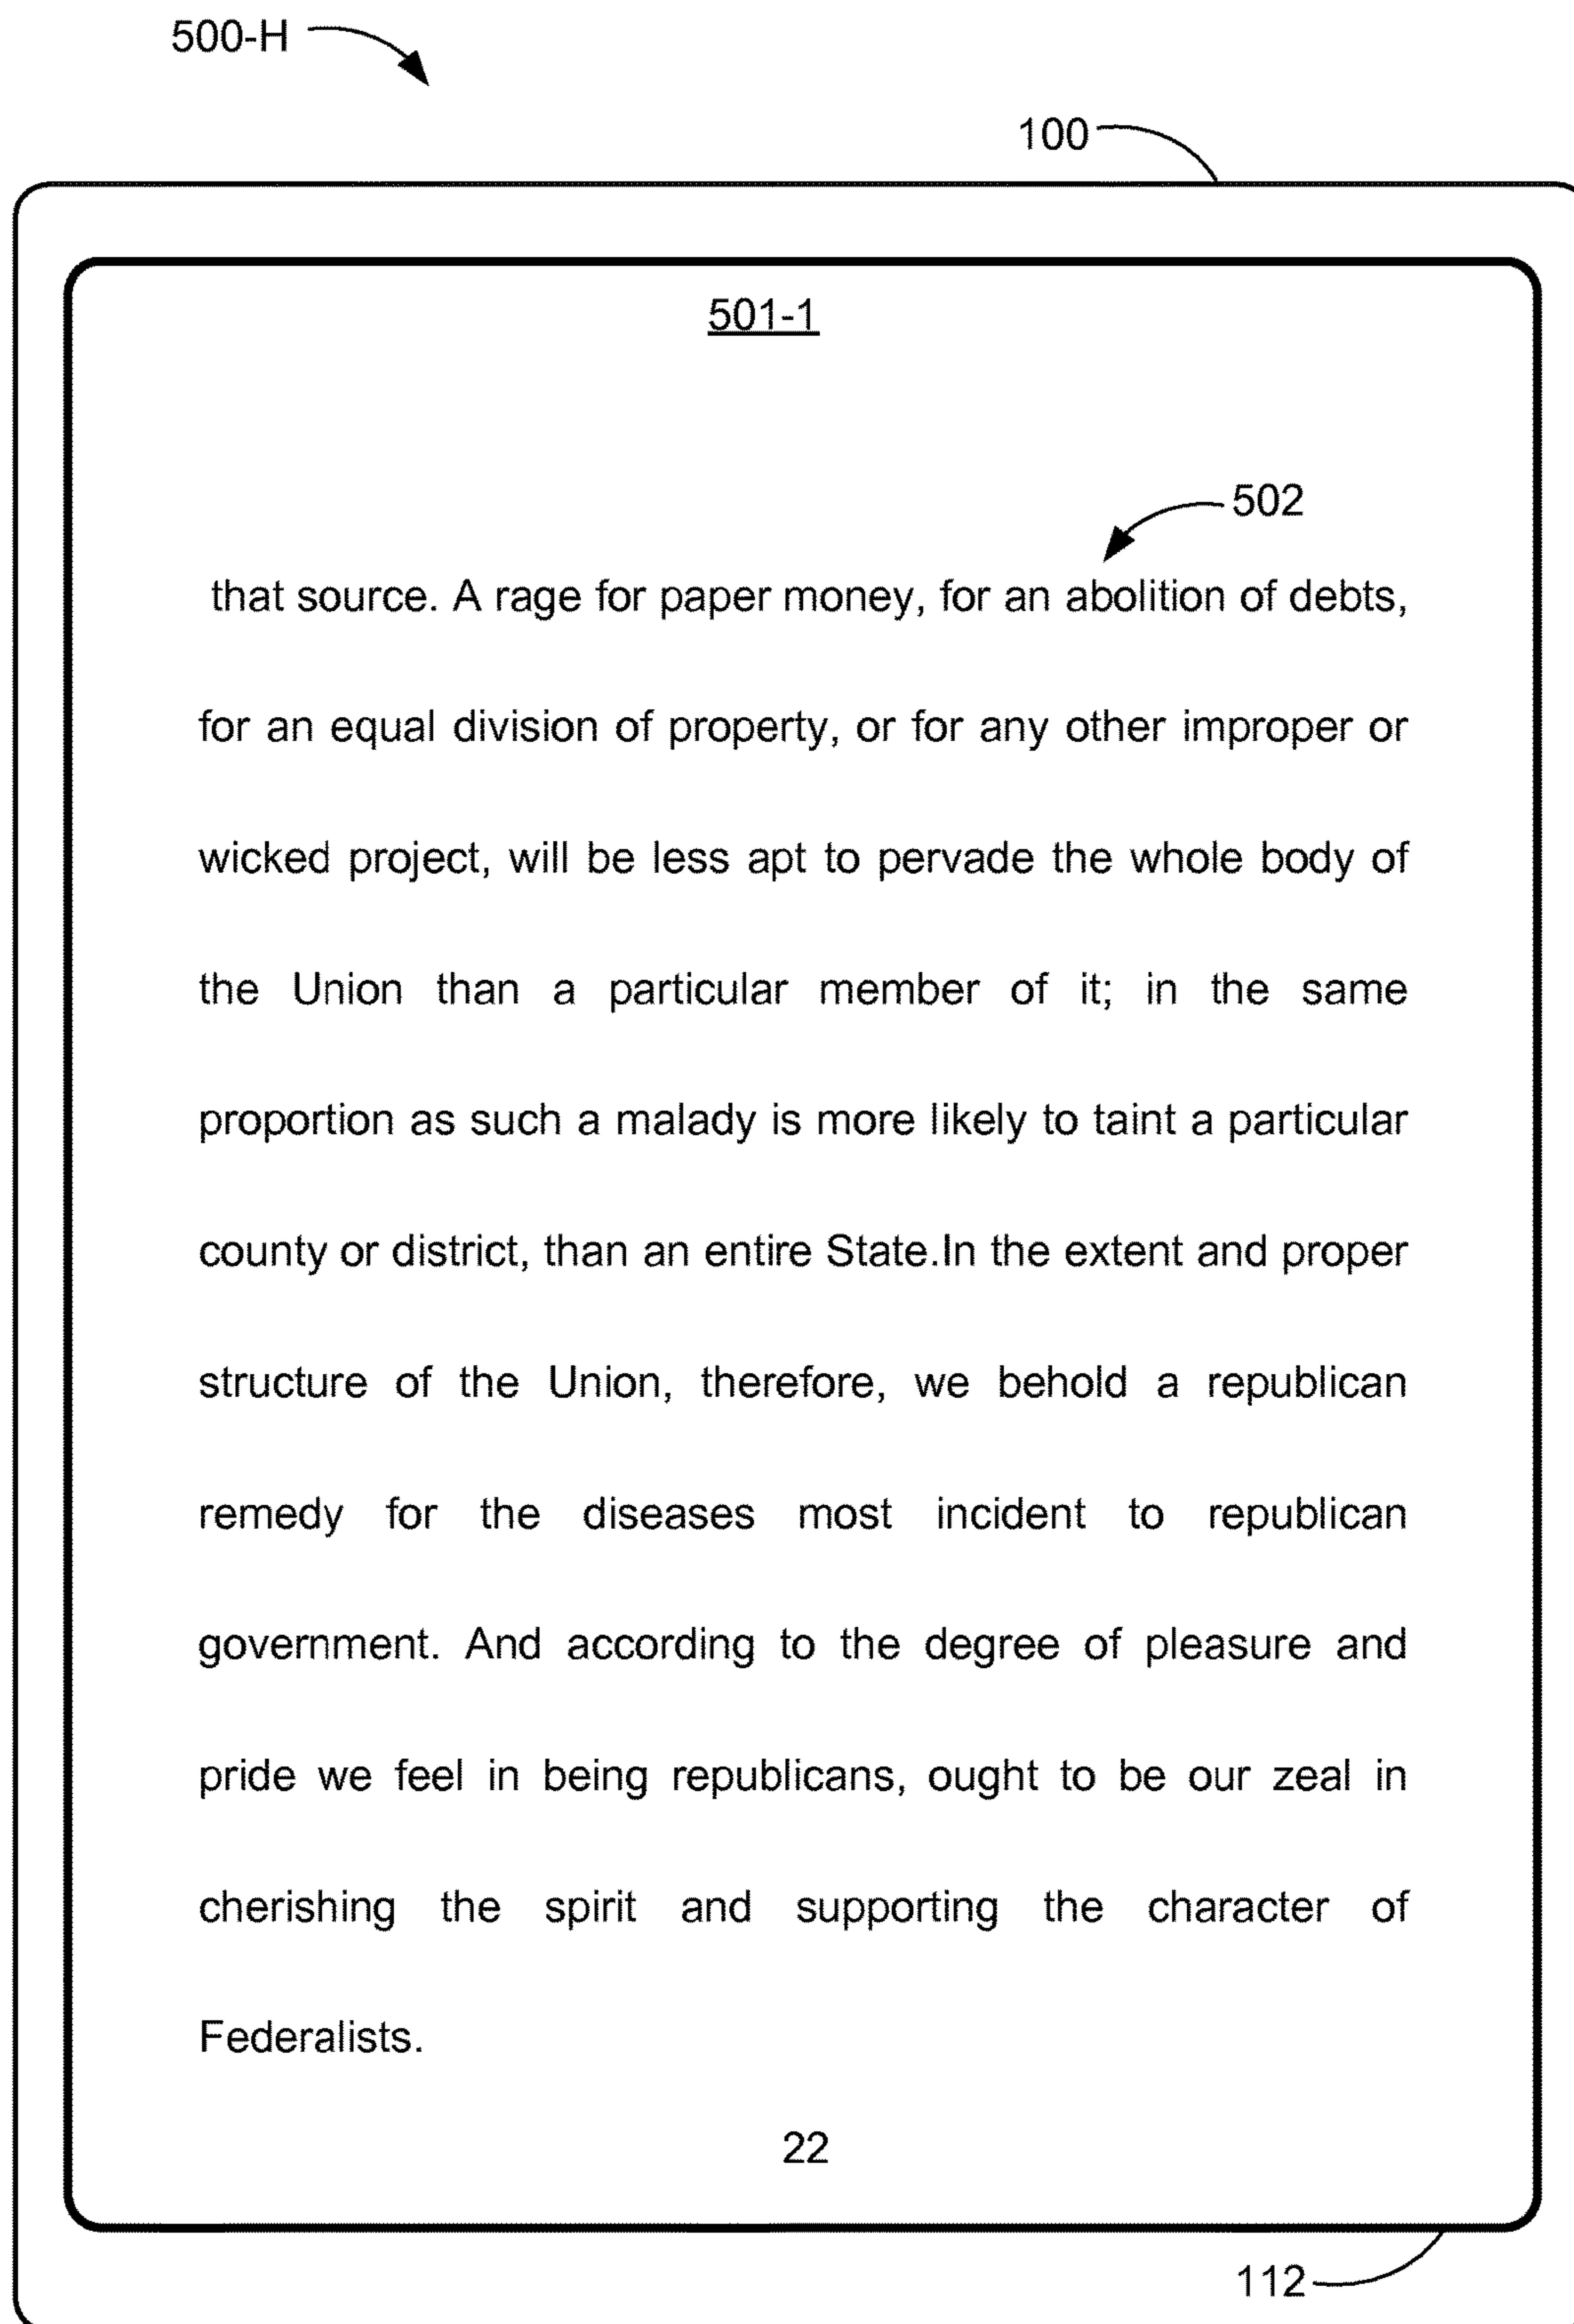 500-H
100
501-1
502
that source. A rage for paper money, for an abolition of debts,
for an equal division of property, or for any other improper or
wicked project, will be less apt to pervade the whole body of
the Union than a particular member of it; in the same
proportion as such a malady is more likely to taint a particular
county or district, than an entire State.In the extent and proper
structure of the Union, therefore, we behold a republican
remedy for the diseases most incident to republican
government. And according to the degree of pleasure and
pride we feel in being republicans, ought to be our zeal in
cherishing the spirit and supporting the character of
Federalists.
22
112